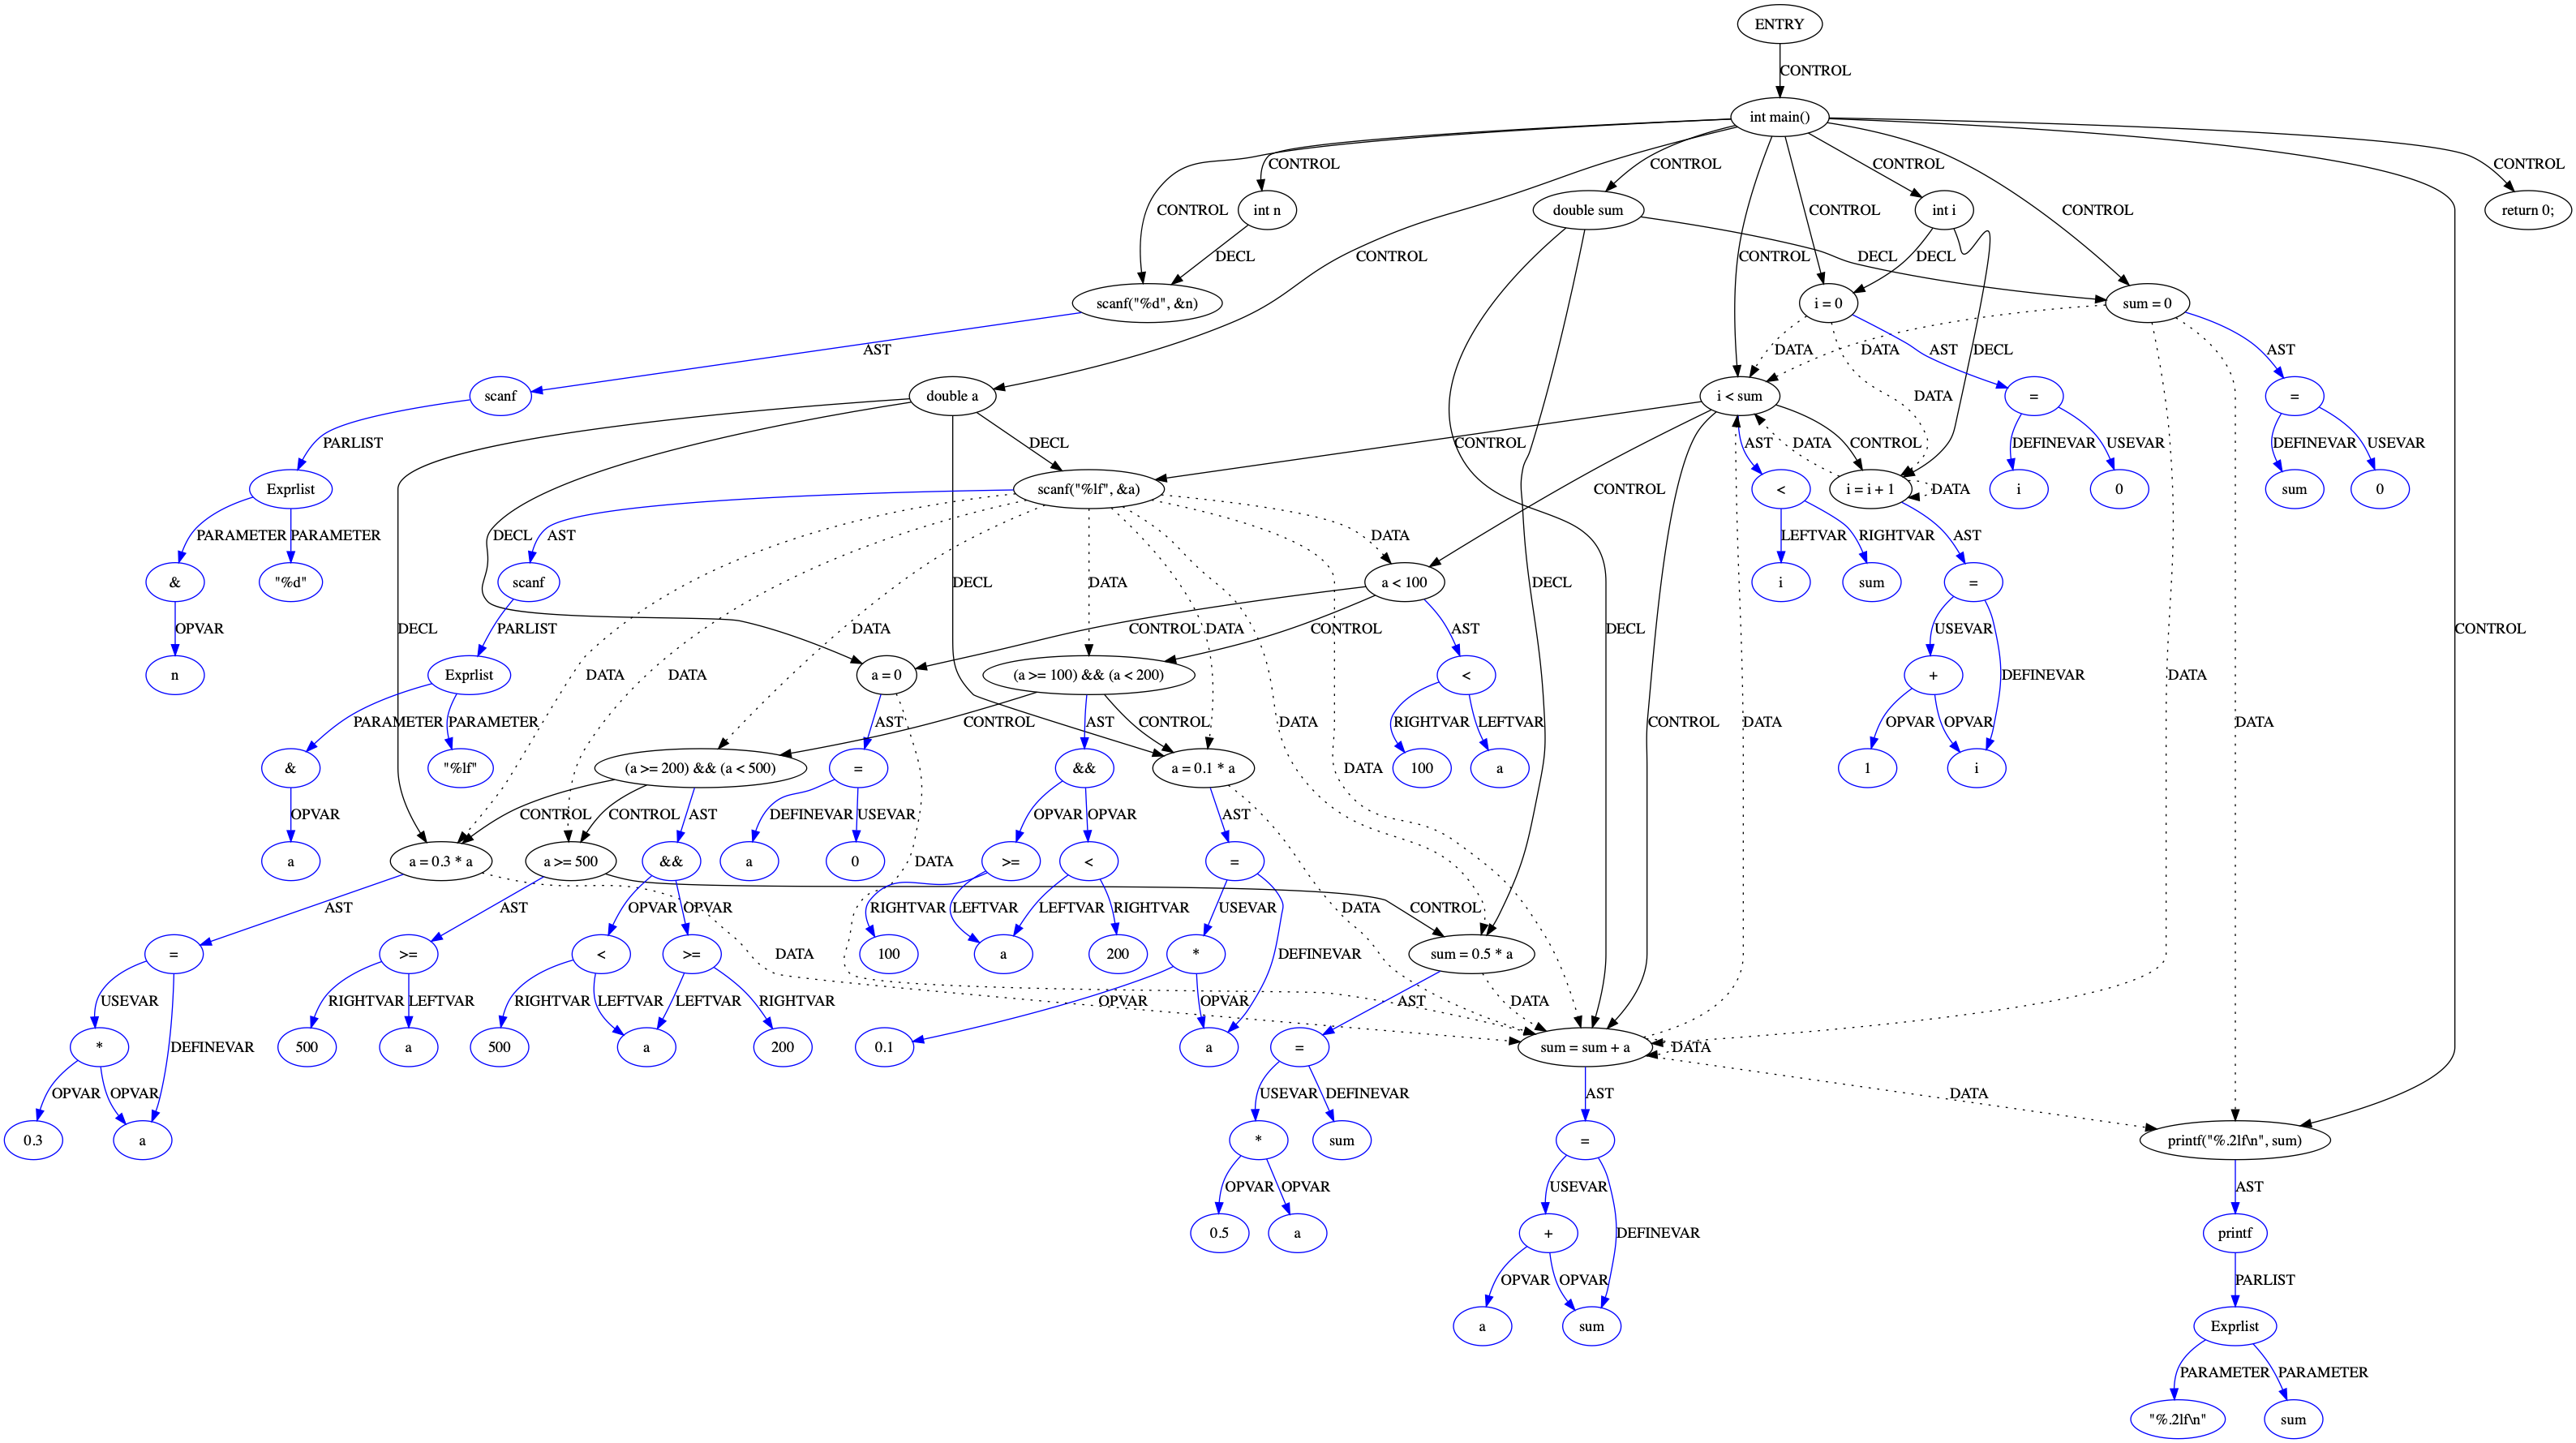 ENTRY
CONTROL
int main()
CONTROL
CONTROL
CONTROL
CONTROL
int n
double sum
int i
return 0;
CONTROL
CONTROL
CONTROL
DECL
CONTROL
CONTROL
DECL
DECL
scanf("%d", &n)
i = 0
sum = 0
AST
DATA
DATA
AST
DECL
AST
scanf
double a
i < sum
=
=
PARLIST
DECL
CONTROL
AST
DATA
CONTROL
DATA
DEFINEVAR
USEVAR
DEFINEVAR
USEVAR
Exprlist
scanf("%lf", &a)
CONTROL
<
i = i + 1
DATA
i
0
sum
0
PARAMETER
PARAMETER
DECL
AST
DATA
LEFTVAR
RIGHTVAR
AST
&
"%d"
scanf
DATA
DECL
DECL
a < 100
i
sum
=
OPVAR
DECL
PARLIST
DATA
CONTROL
DATA
CONTROL
AST
DECL
USEVAR
CONTROL
n
Exprlist
DATA
DATA
a = 0
(a >= 100) && (a < 200)
<
+
DEFINEVAR
DATA
PARAMETER
PARAMETER
CONTROL
AST
AST
CONTROL
DATA
RIGHTVAR
LEFTVAR
CONTROL
DATA
OPVAR
OPVAR
DATA
&
"%lf"
(a >= 200) && (a < 500)
=
&&
a = 0.1 * a
DATA
100
a
1
i
OPVAR
CONTROL
CONTROL
AST
DEFINEVAR
USEVAR
OPVAR
OPVAR
AST
a
a = 0.3 * a
a >= 500
&&
a
0
DATA
>=
<
=
AST
AST
OPVAR
OPVAR
RIGHTVAR
LEFTVAR
LEFTVAR
RIGHTVAR
USEVAR
DATA
CONTROL
=
>=
<
>=
DATA
100
a
200
*
DEFINEVAR
sum = 0.5 * a
USEVAR
RIGHTVAR
LEFTVAR
RIGHTVAR
LEFTVAR
LEFTVAR
RIGHTVAR
OPVAR
OPVAR
AST
DATA
*
DEFINEVAR
500
a
500
a
200
0.1
a
=
sum = sum + a
DATA
OPVAR
OPVAR
USEVAR
DEFINEVAR
AST
DATA
0.3
a
*
sum
=
printf("%.2lf\n", sum)
OPVAR
OPVAR
USEVAR
AST
0.5
a
+
DEFINEVAR
printf
OPVAR
OPVAR
PARLIST
a
sum
Exprlist
PARAMETER
PARAMETER
"%.2lf\n"
sum